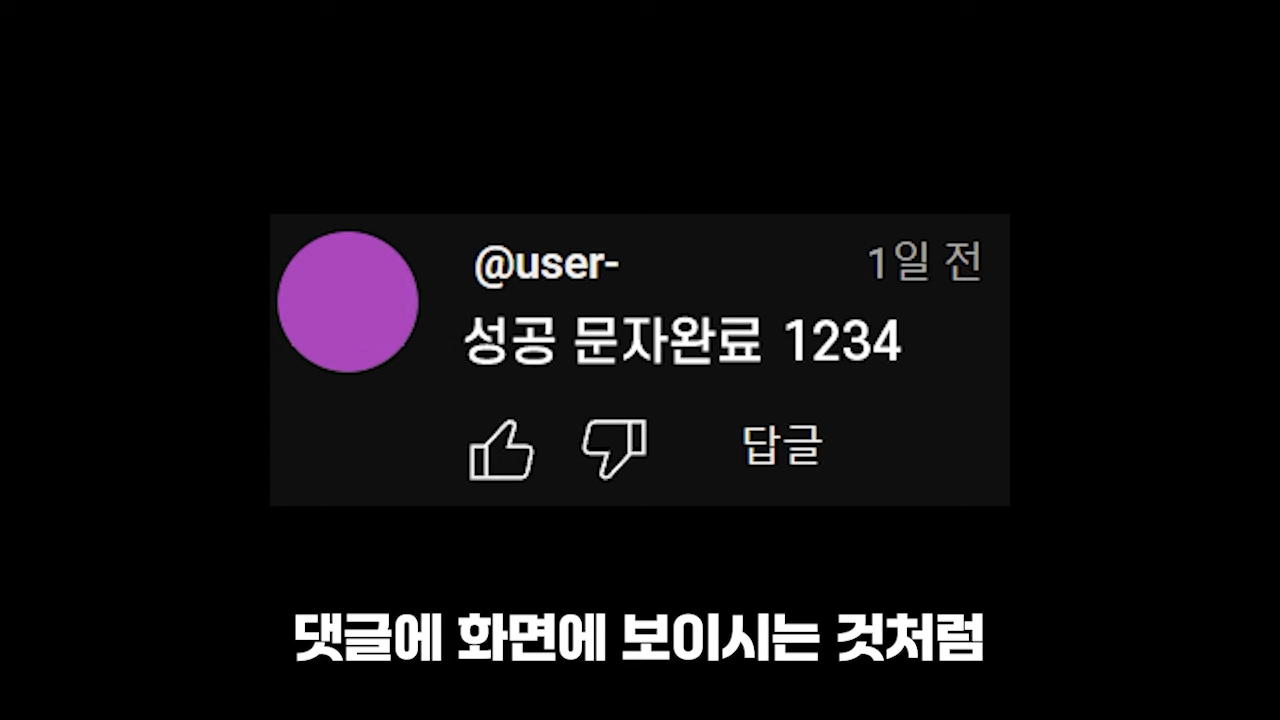 @user- 1일 전
성공 문자완료 1234
답글
댓글에 화면에 보이시는 것처럼